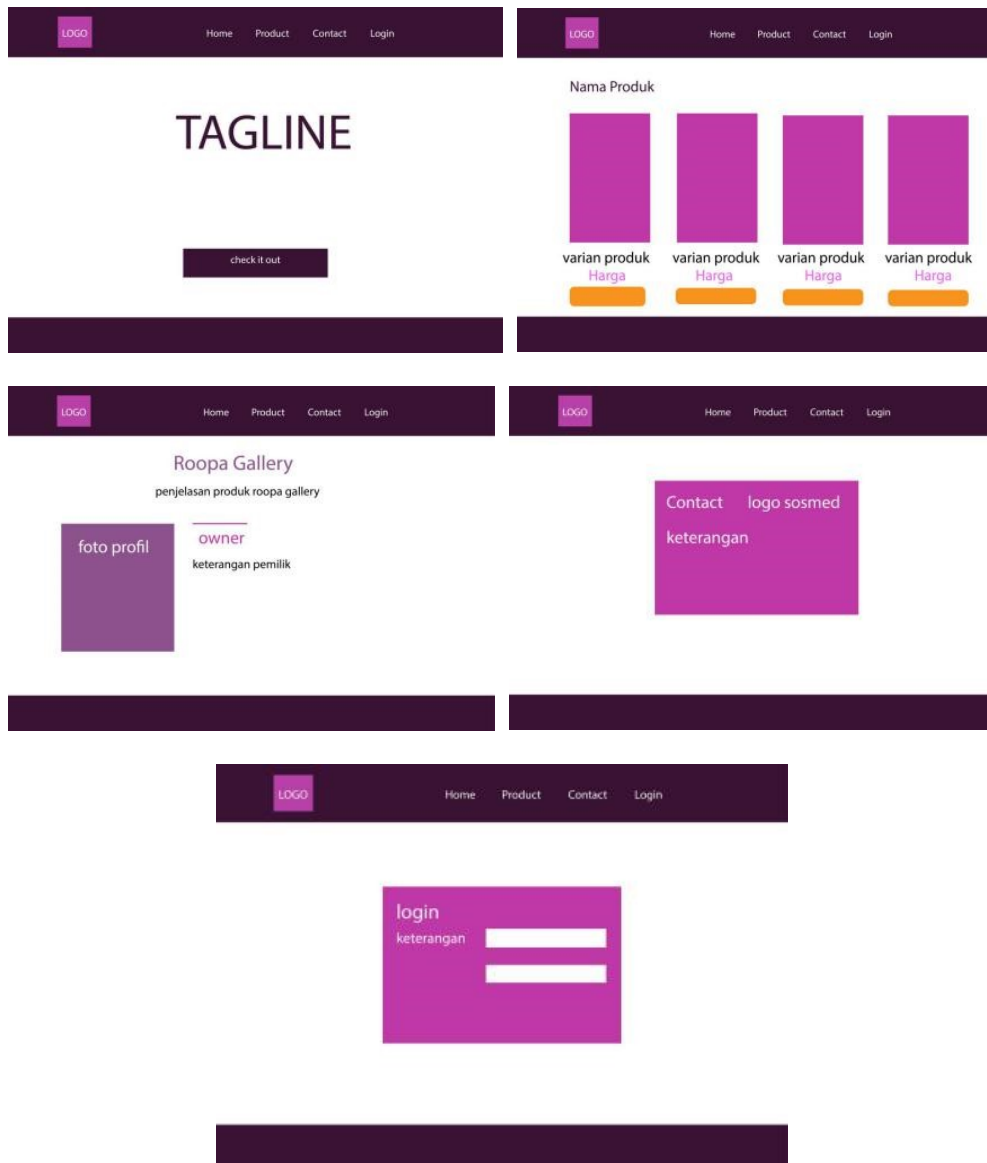 LOGO Home Product Contact Login
TAGLINE
check it out
LOGO Home Product Contact Login
Nama Produk
varian produk varian produk varian produk varian produk
Harga Harga Harga Harga
LOGO Home Product Contact Login
Roopa Gallery
penjelasan produk roopa gallery
foto profil
owner
keterangan pemilik
LOGO Home Product Contact Login
Contact logo sosmed
keterangan
LOGO Home Product Contact Login
login
keterangan